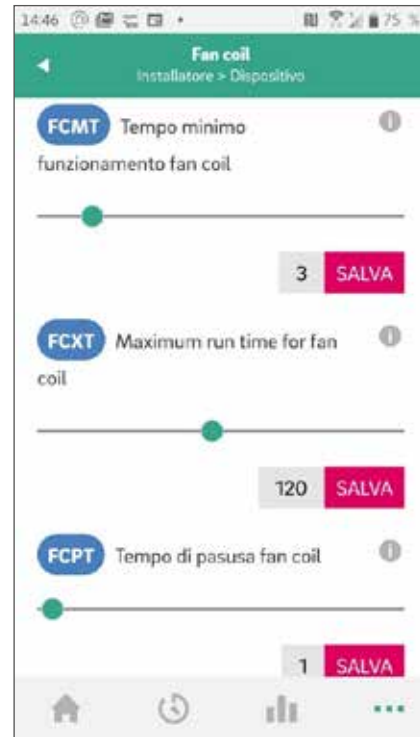 14:46 75 %
Fan coil
Installatore > Dispositivo
FCMT Tempo minimo
funzionamento fan coil
3 SALVA
FCXT Maximum run time for fan
coil
120 SALVA
FCPT Tempo di pasusa fan coil
1 SALVA